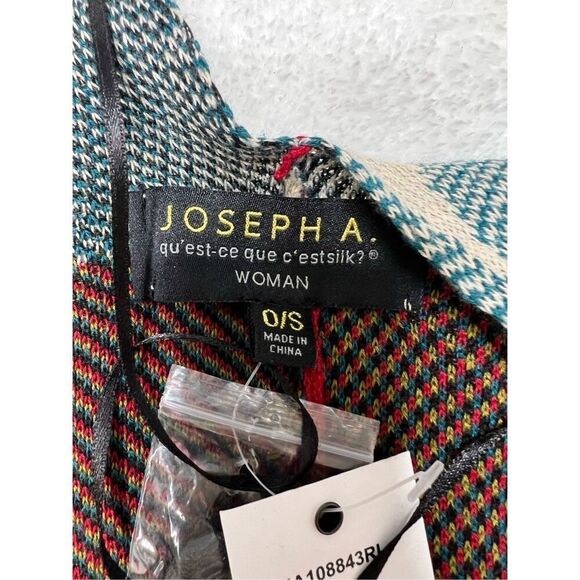 JOSEPH A.
qu'est-ce que c'estsilk?®
WOMAN
O/S
MADE IN
CHINA